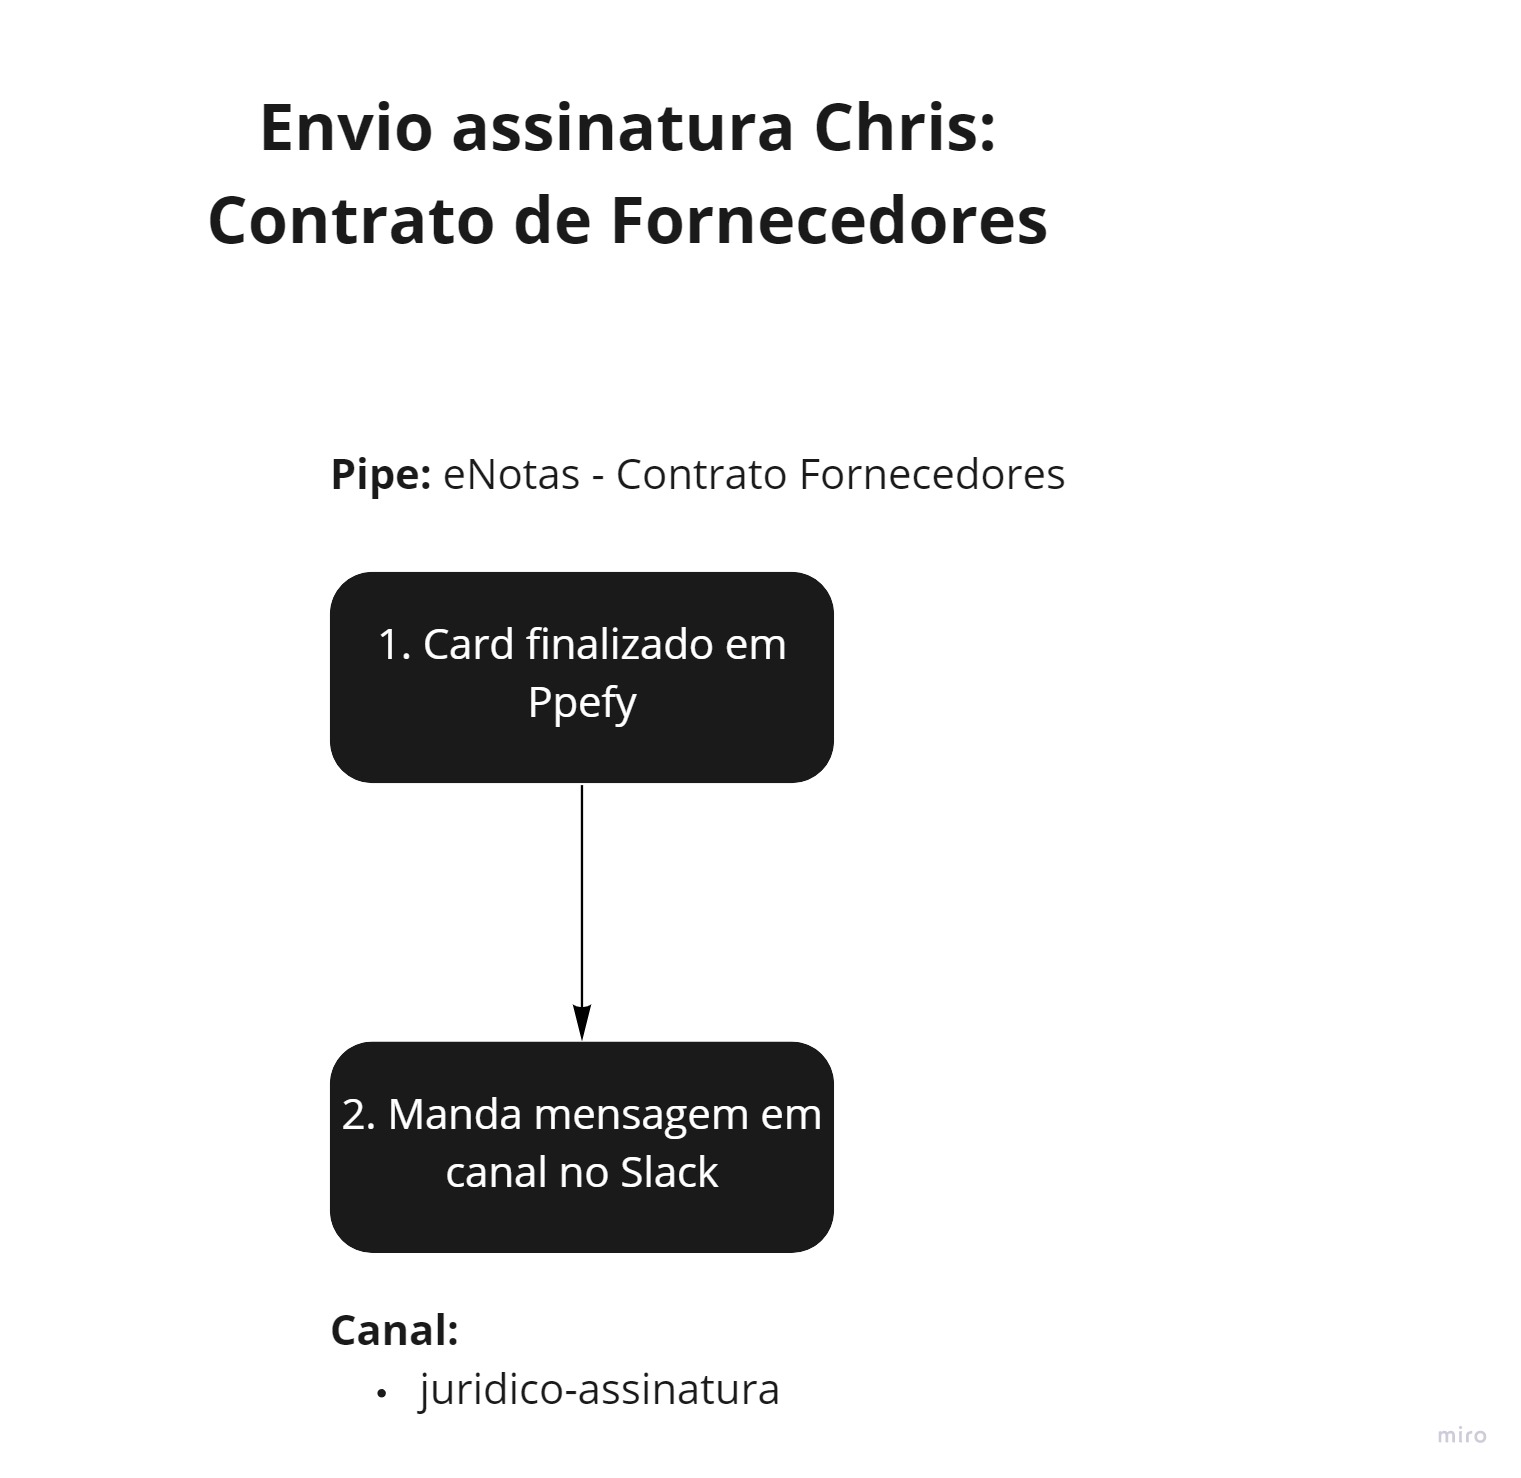 Envio assinatura Chris:
Contrato de Fornecedores
Pipe: eNotas - Contrato Fornecedores
1. Card finalizado em
Ppefy
2. Manda mensagem em
canal no Slack
Canal:
• juridico-assinatura
miro